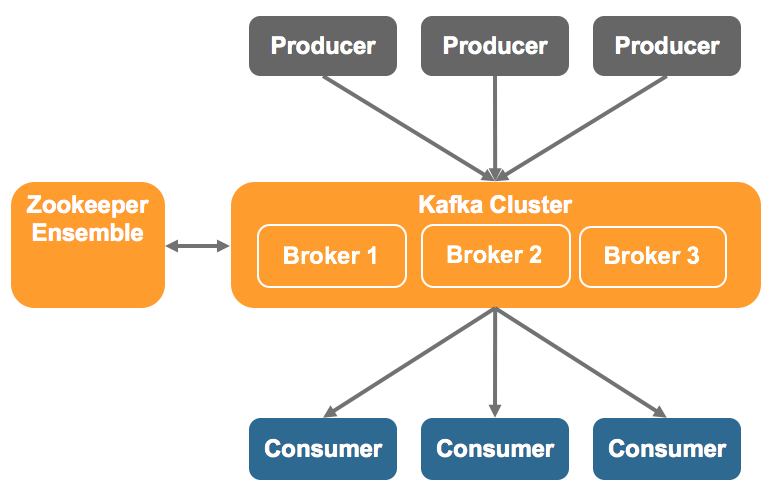 Producer
Producer
Producer
Zookeeper
Ensemble
Kafka Cluster
Broker 1
Broker 2
Broker 3
Consumer
Consumer
Consumer